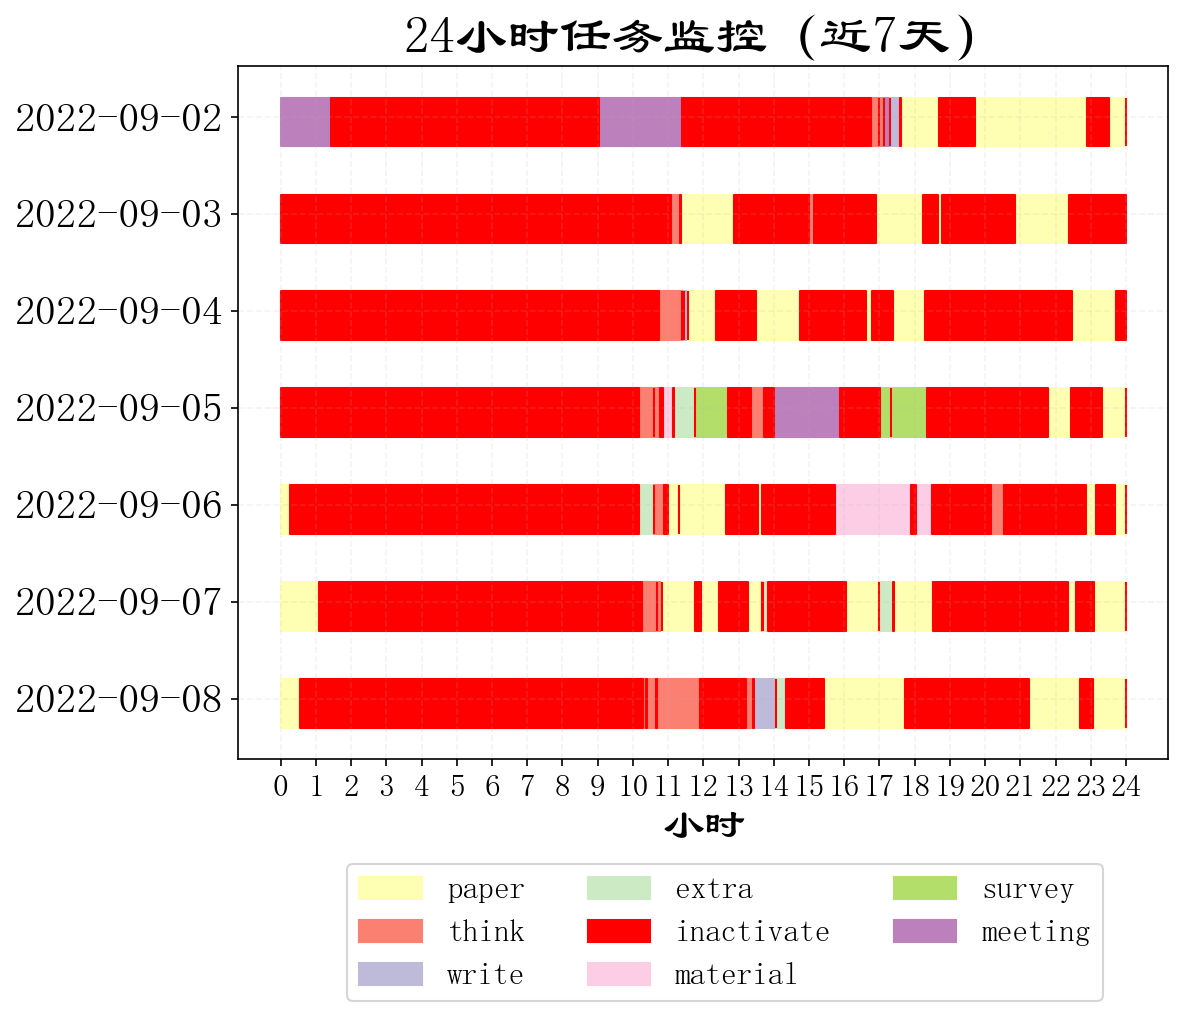 24小时任务监控 (近7天)
2022-09-02
2022-09-03
2022-09-04
2022-09-05
2022-09-06
2022-09-07
2022-09-08
0 1 2 3 4 5 6 7 8 9 10 11 12 13 14 15 16 17 18 19 20 21 22 23 24
小时
paper extra survey
think inactivate meeting
write material